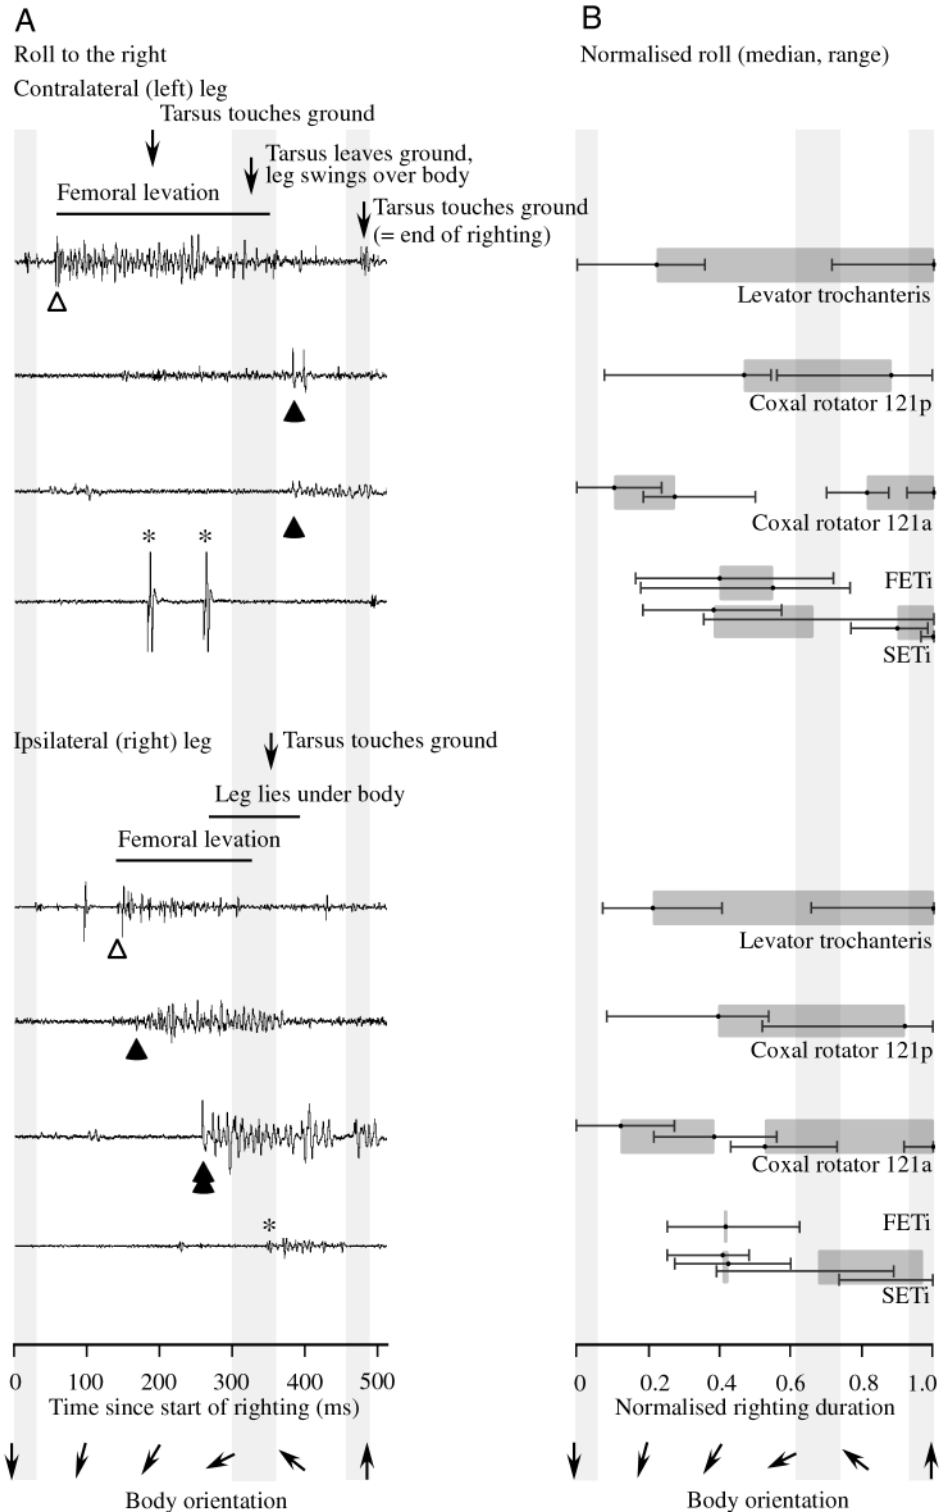 A
Roll to the right
Contralateral (left) leg
Tarsus touches ground
Tarsus leaves ground,
leg swings over body
Femoral levation
Tarsus touches ground
(= end of righting)
* *
Ipsilateral (right) leg
Tarsus touches ground
Leg lies under body
Femoral levation
*
0 100 200 300 400 500
Time since start of righting (ms)
Body orientation
B
Normalised roll (median, range)
Levator trochanteris
Coxal rotator 121p
Coxal rotator 121a
FETi
SETi
Levator trochanteris
Coxal rotator 121p
Coxal rotator 121a
FETi
SETi
0 0.2 0.4 0.6 0.8 1.0
Normalised righting duration
Body orientation